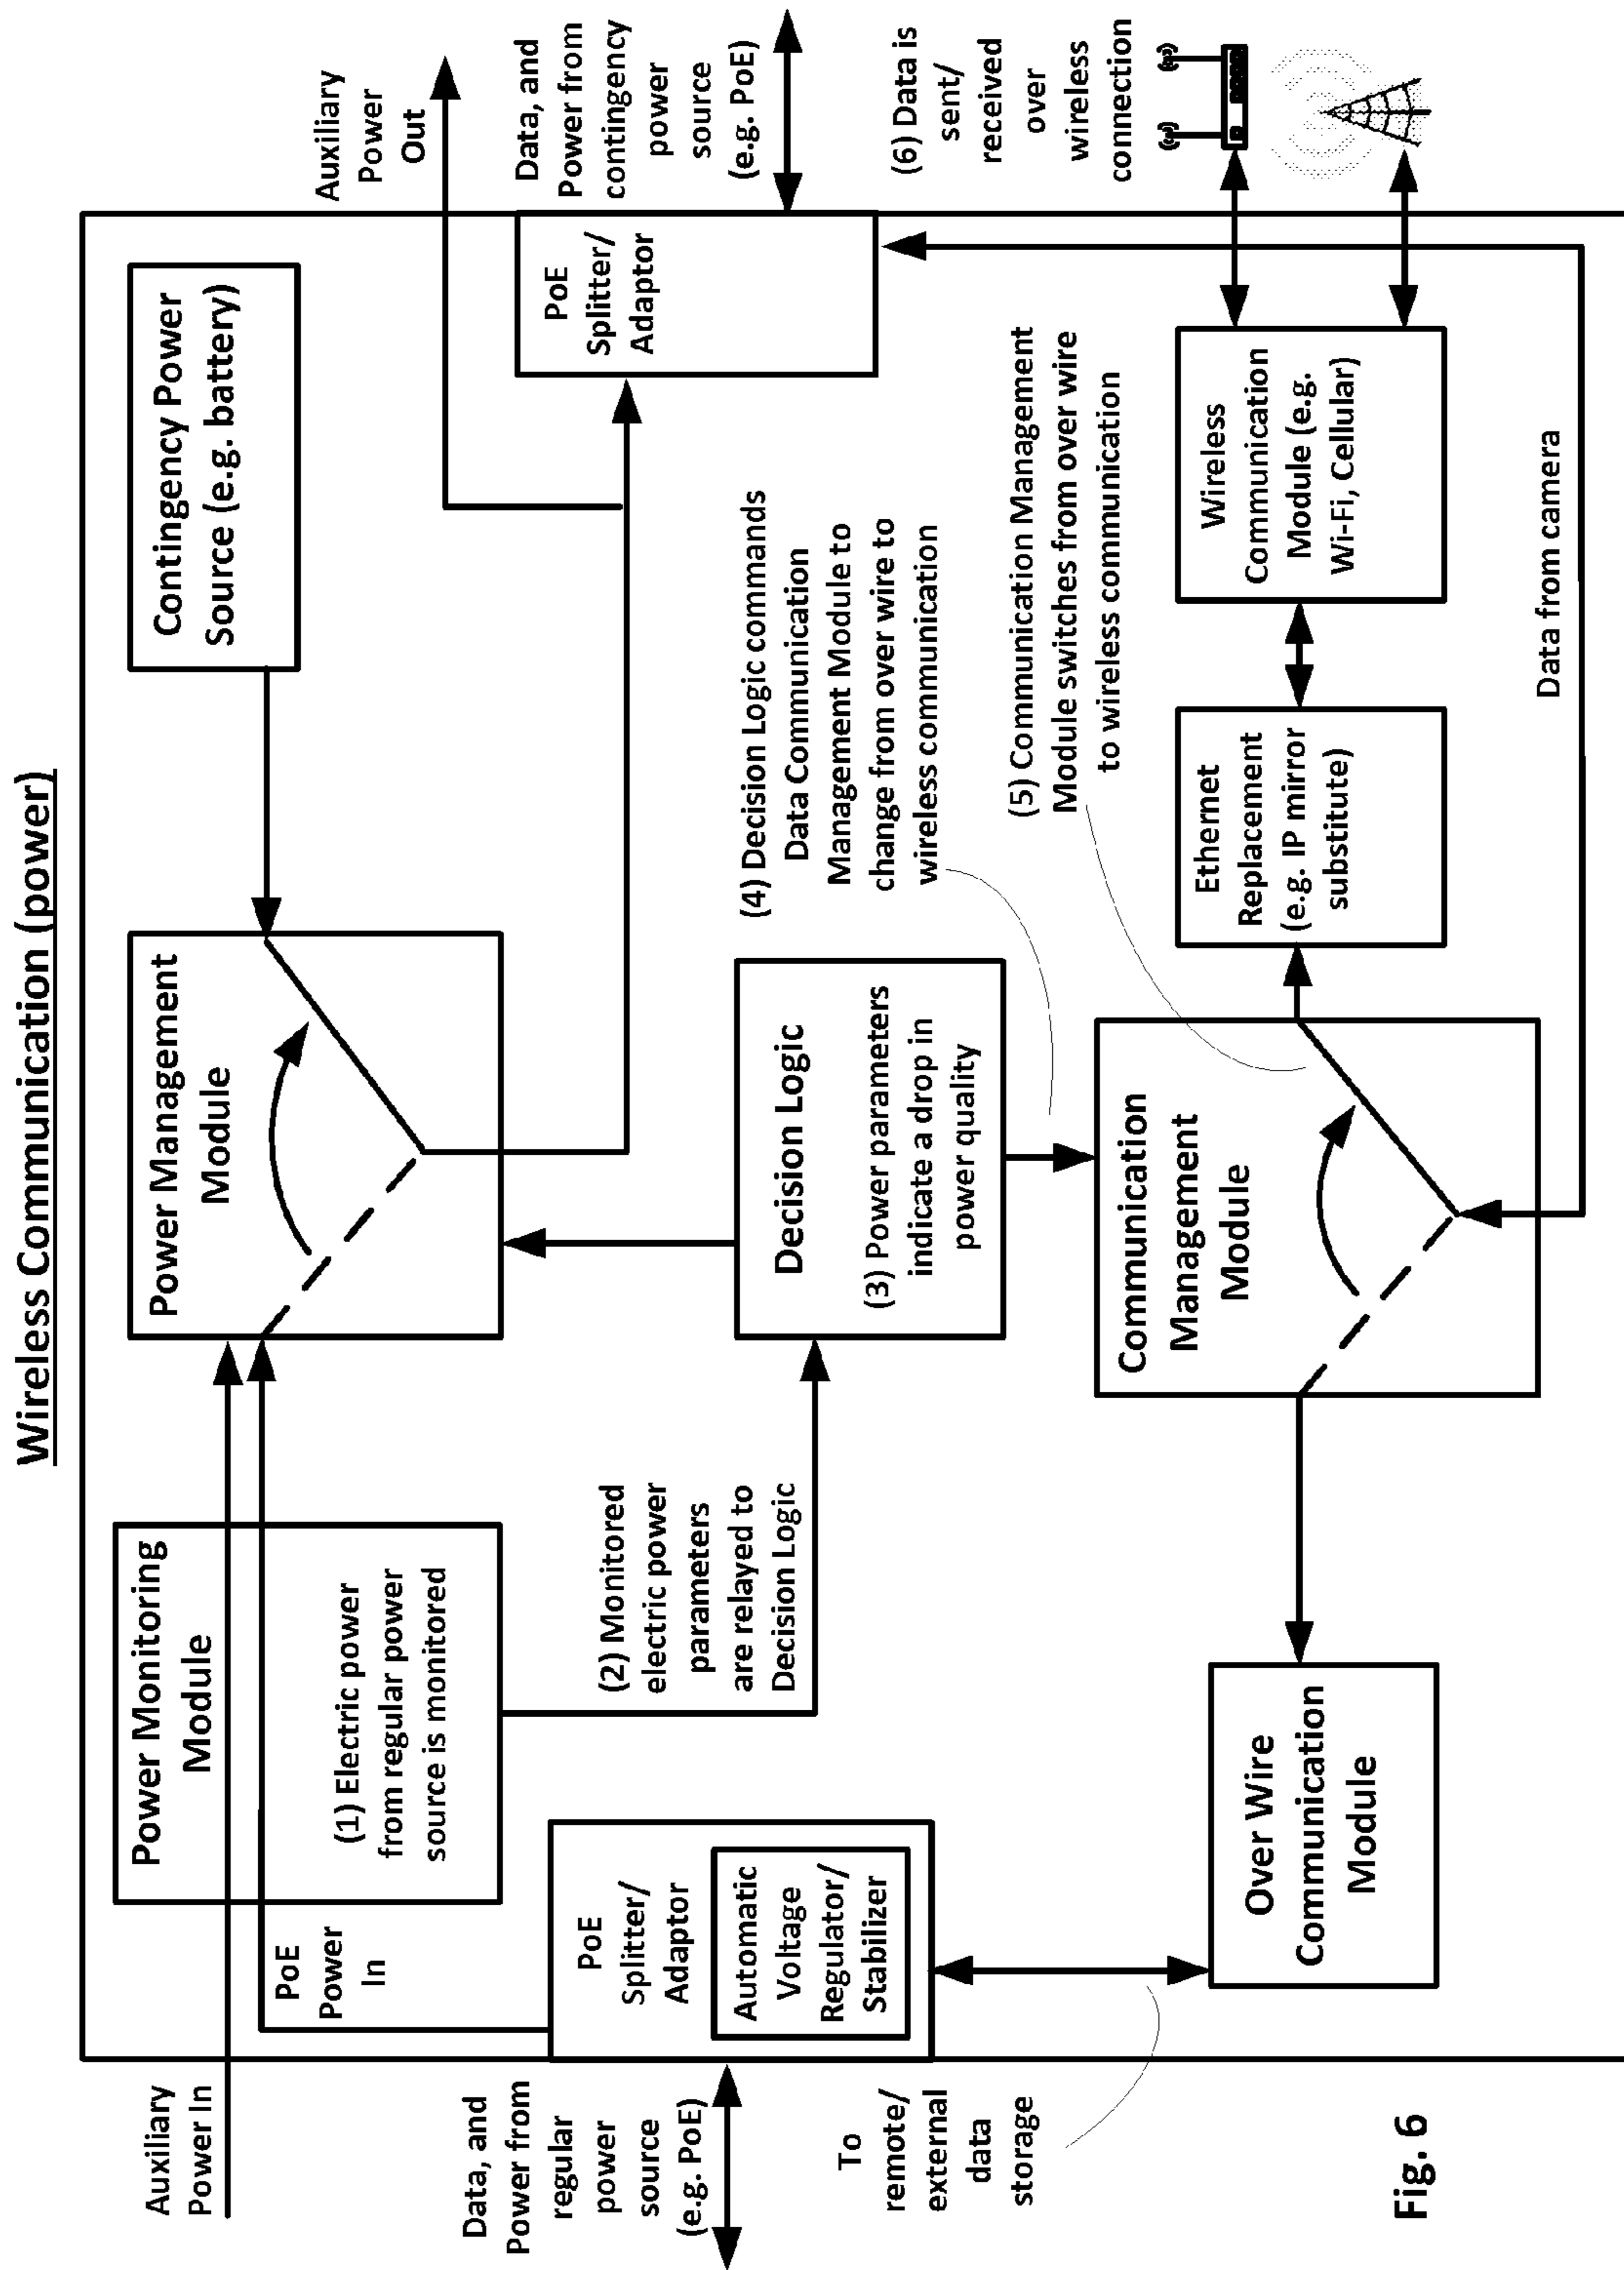 Wireless Communication (power)
Auxiliary
Power In
Power Monitoring
Module
(1) Electric power
from regular power
source is monitored
PoE
Power
In
Power Management
Module
Contingency Power
Source (e.g. battery)
Auxiliary
Power
Out
Data, and
Power from
regular
power
source
(e.g. PoE)
PoE
Splitter/
Adaptor
Automatic
Voltage
Regulator/
Stabilizer
(2) Monitored
electric power
parameters
are relayed to
Decision Logic
Decision Logic
(3) Power parameters
indicate a drop in
power quality
(4) Decision Logic commands
Data Communication
Management Module to
change from over wire to
wireless communication
PoE
Splitter/
Adaptor
Data, and
Power from
contingency
power
source
(e.g. PoE)
To
remote/
external
data
storage
Over Wire
Communication
Module
Communication
Management
Module
(5) Communication Management
Module switches from over wire
to wireless communication
Ethernet
Replacement
(e.g. IP mirror
substitute)
Wireless
Communication
Module (e.g.
Wi-Fi, Cellular)
(6) Data is
sent/
received
over
wireless
connection
Data from camera
Fig. 6